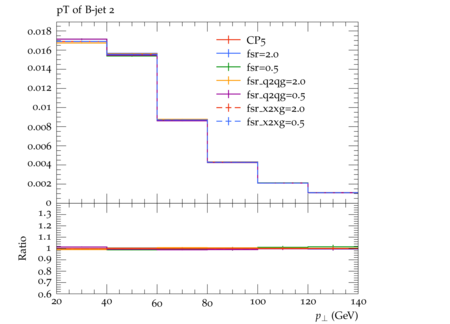 pT of B-jet 2
0.018
0.016
0.014
0.012
0.01
0.008
0.006
0.004
0.002
0
CP5
fsr=2.0
fsr=0.5
fsr_q2qg=2.0
fsr_q2qg=0.5
fsr_x2xg=2.0
fsr_x2xg=0.5
Ratio
1.3
1.2
1.1
1
0.9
0.8
0.7
0.6
20 40 60 80 100 120 140
p⊥ (GeV)